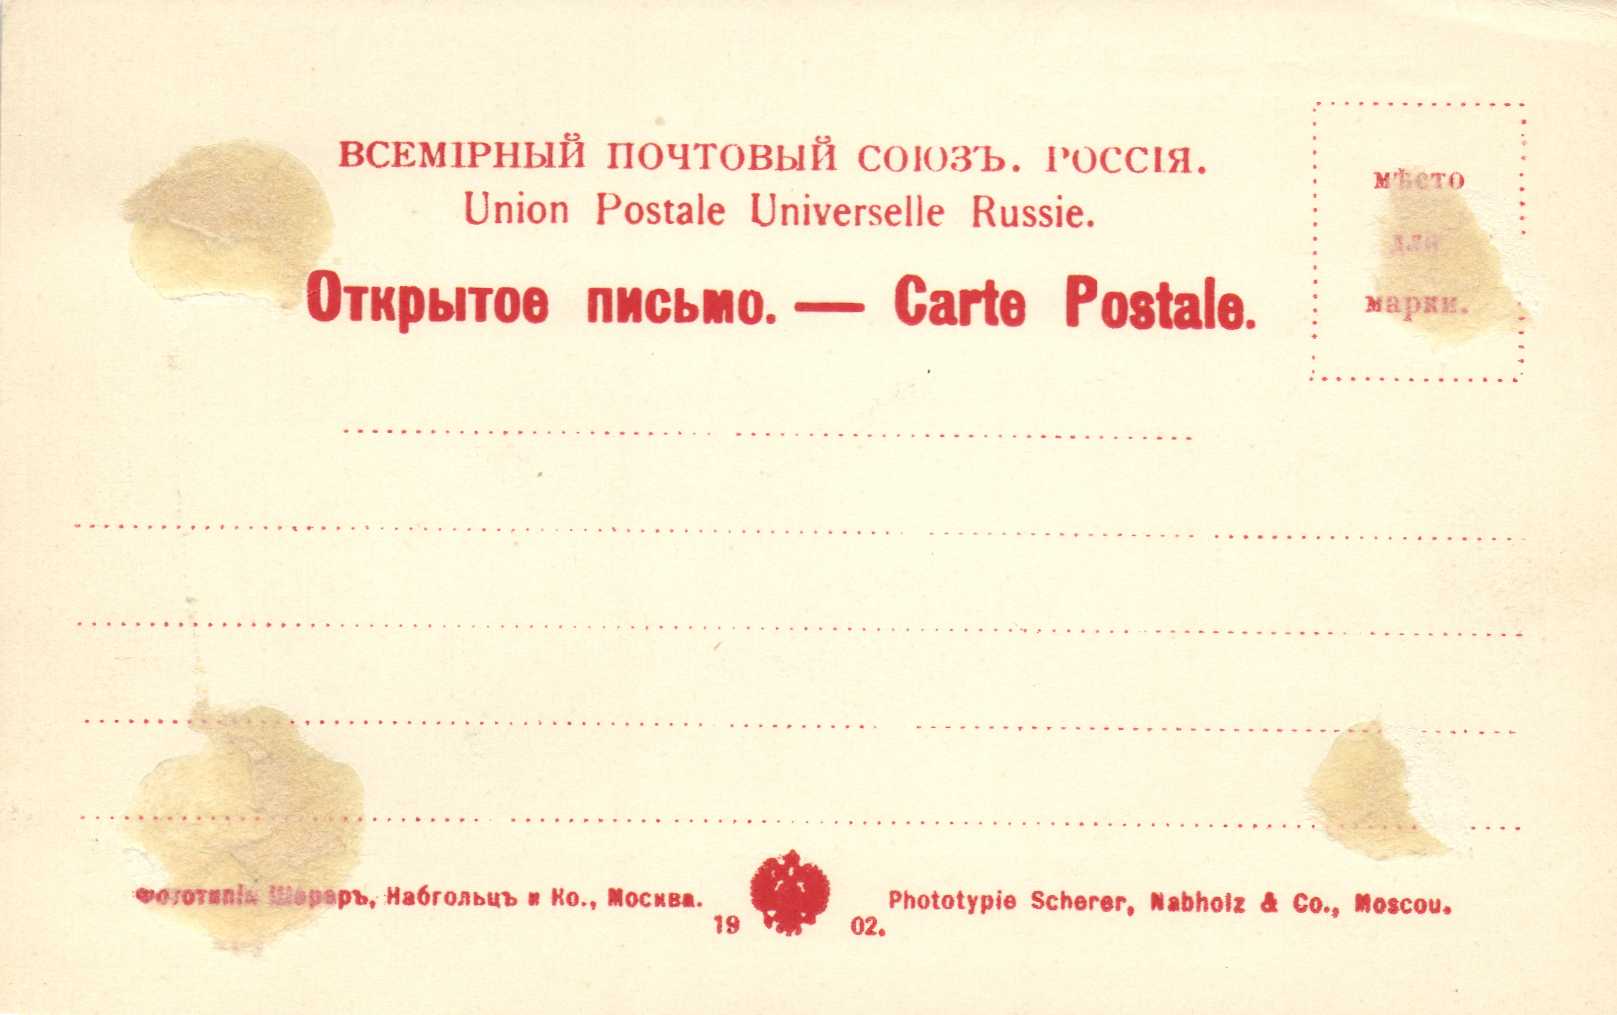 ВСЕМІРНЫЙ ПОЧТОВЫЙ СОЮЗЪ. РОССІЯ.
Union Postale Universelle Russie.
Открытое письмо. — Carte Postale.
мѣсто
для
марки.
Фототипія Шереръ, Набгольцъ и Ко., Москва.
19 02.
Phototypie Scherer, Nabholz & Co., Moscou.